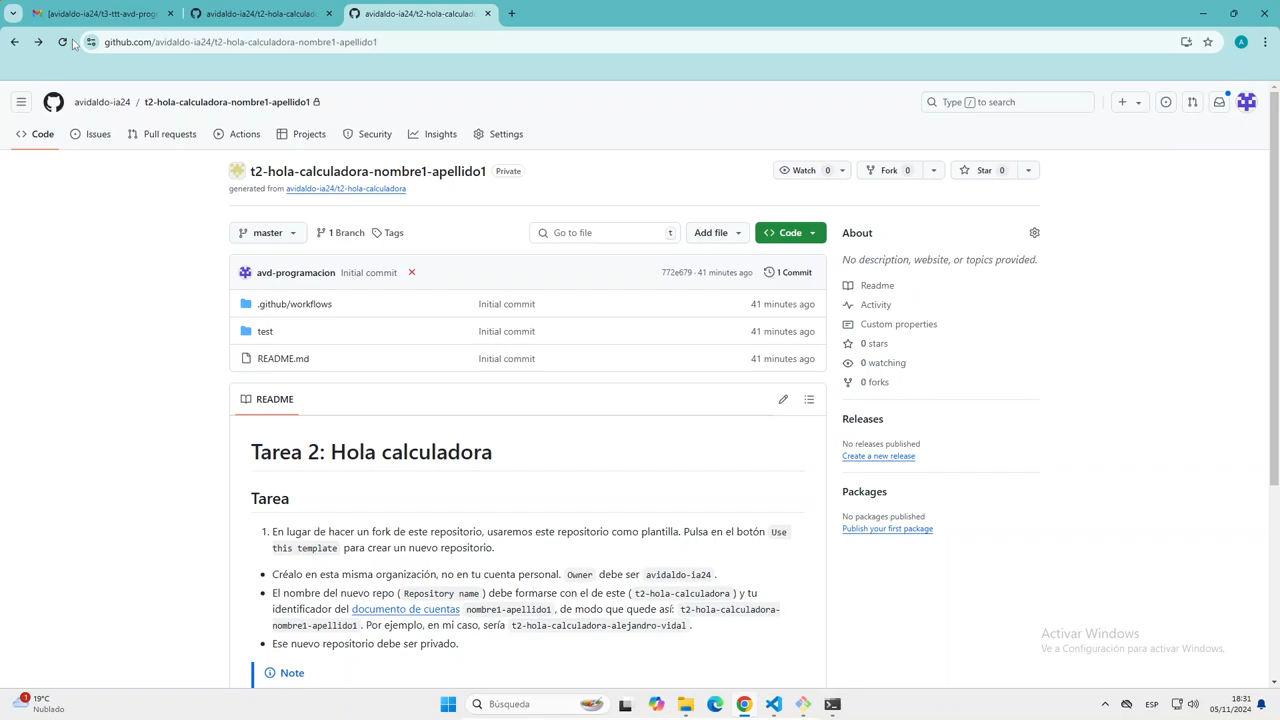 [avidaldo-ia24/t3-ttt-avd-prog
avidaldo-ia24/t2-hola-calculad
avidaldo-ia24/t2-hola-calculad
github.com/avidaldo-ia24/t2-hola-calculadora-nombre1-apellido1
A
avidaldo-ia24 / t2-hola-calculadora-nombre1-apellido1
Type / to search
Code Issues Pull requests Actions Projects Security Insights Settings
t2-hola-calculadora-nombre1-apellido1 Private
Watch 0 Fork 0 Star 0
generated from avidaldo-ia24/t2-hola-calculadora
master 1 Branch Tags Go to file t Add file Code
About
avd-programacion Initial commit 772e679 · 41 minutes ago 1 Commit
No description, website, or topics provided.
.github/workflows Initial commit 41 minutes ago
test Initial commit 41 minutes ago
README.md Initial commit 41 minutes ago
Readme
Activity
Custom properties
0 stars
0 watching
0 forks
Releases
No releases published
Create a new release
Packages
No packages published
Publish your first package
README
Tarea 2: Hola calculadora
Tarea
1. En lugar de hacer un fork de este repositorio, usaremos este repositorio como plantilla. Pulsa en el botón Use
this template para crear un nuevo repositorio.
• Créalo en esta misma organización, no en tu cuenta personal. Owner debe ser avidaldo-ia24 .
• El nombre del nuevo repo ( Repository name ) debe formarse con el de este ( t2-hola-calculadora ) y tu
identificador del documento de cuentas nombre1-apellido1 , de modo que quede así: t2-hola-calculadora-
nombre1-apellido1 . Por ejemplo, en mi caso, sería t2-hola-calculadora-alejandro-vidal .
• Ese nuevo repositorio debe ser privado.
Note
Activar Windows
Ve a Configuración para activar Windows.
1
19°C
Nublado
Búsqueda
ESP
18:31
05/11/2024